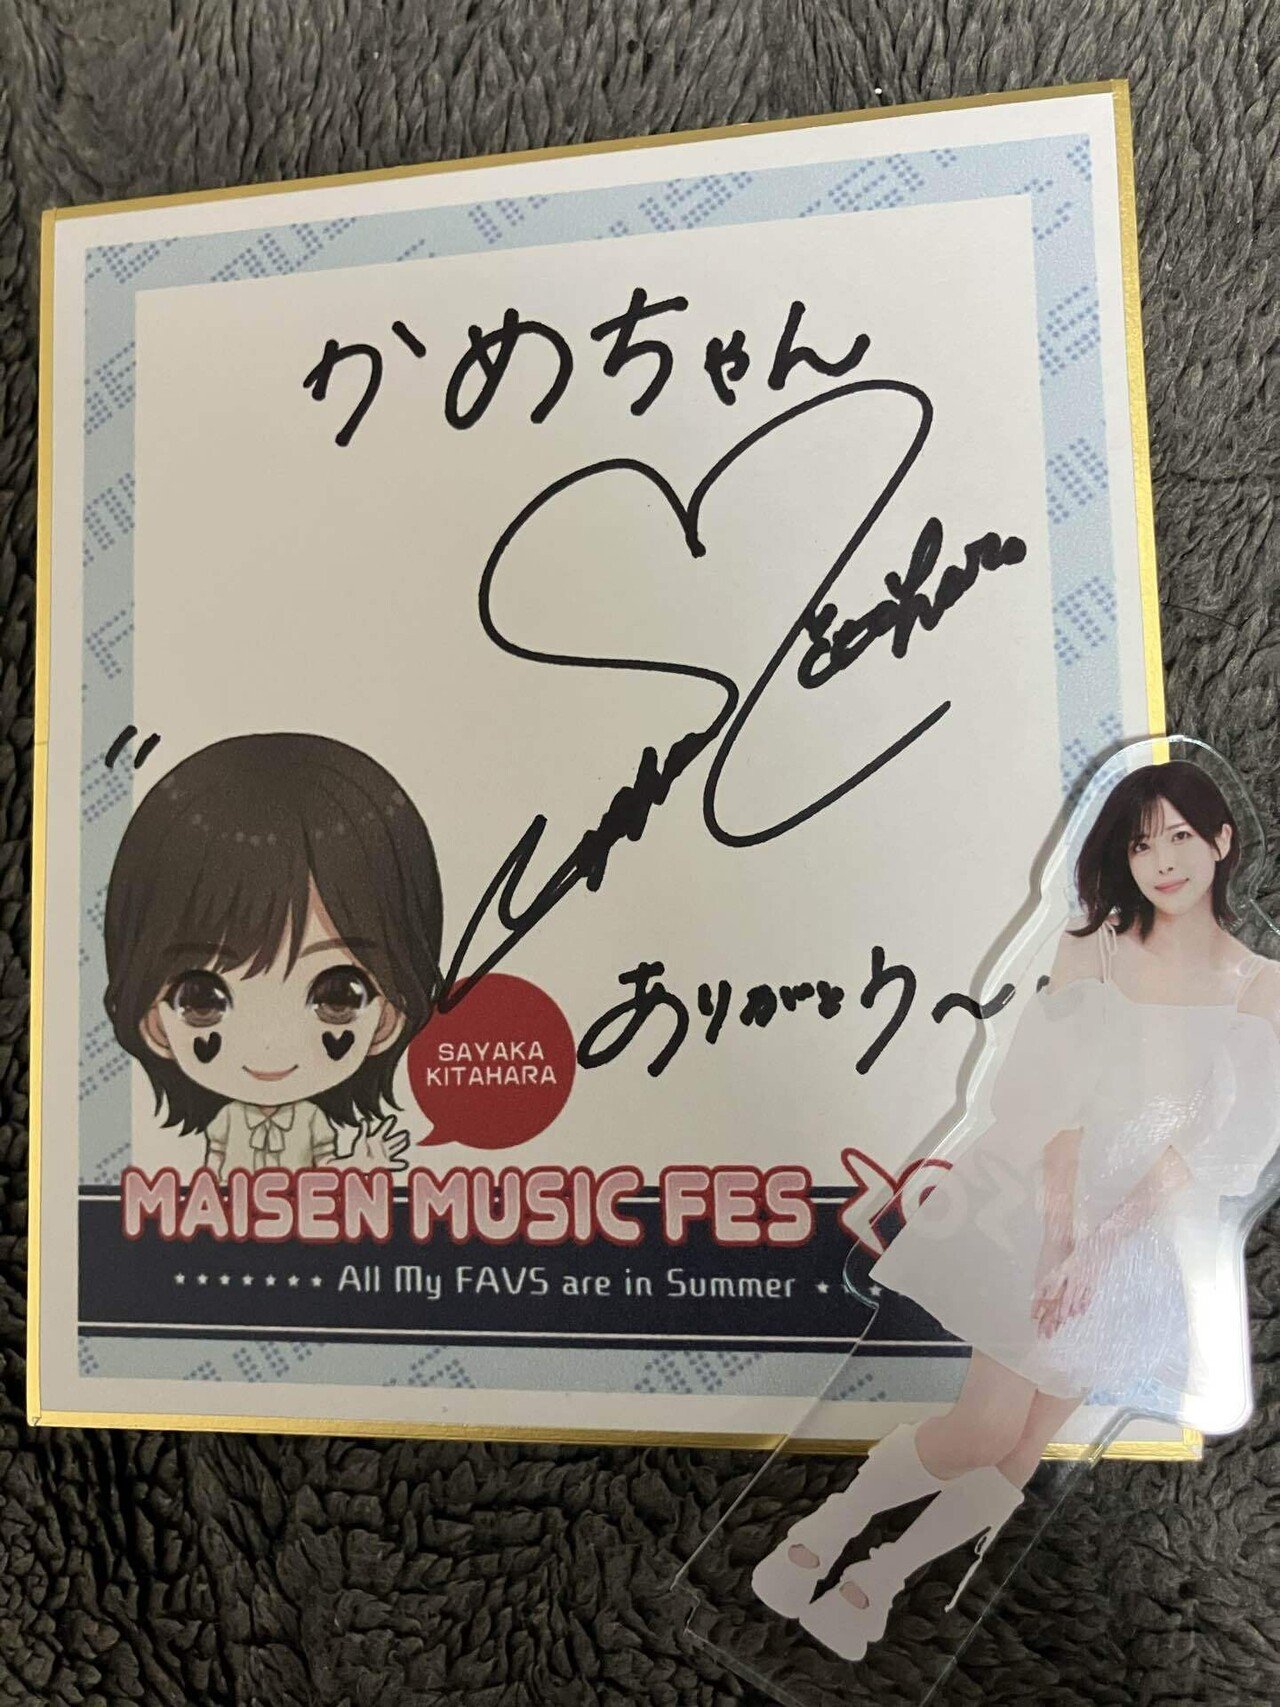 かめちゃん
ありがとう〜
SAYAKA
KITAHARA
MAISEN MUSIC FES
All My FAVS are in Summer